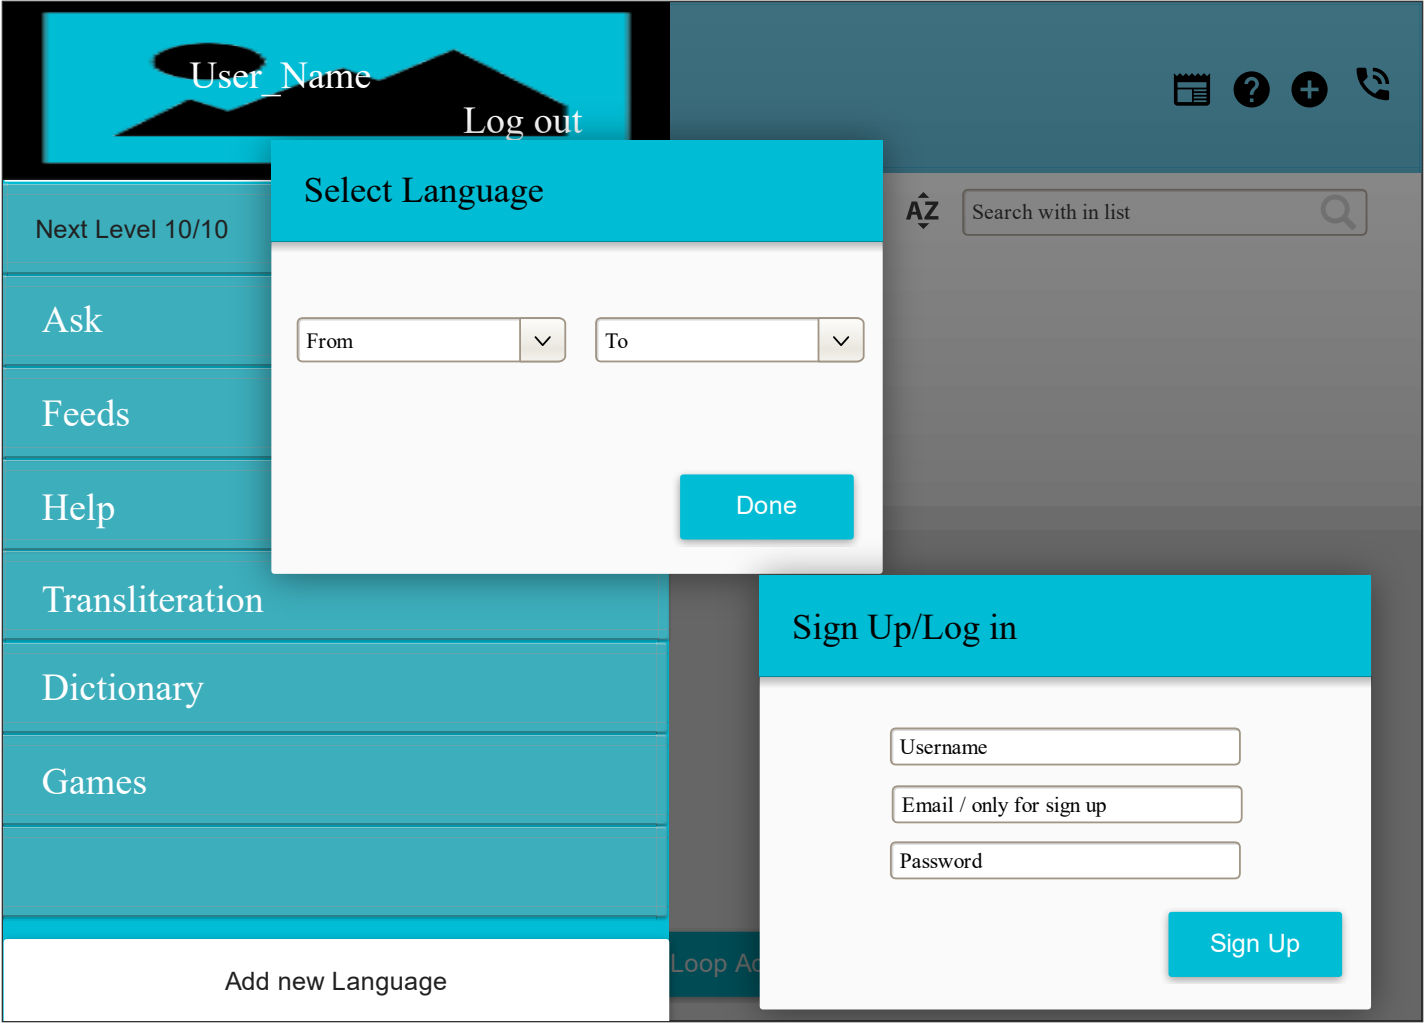 User_Name
Log out
Select Language
AZ
Search with in list
Next Level 10/10
Ask
From
To
Feeds
Help
Done
Transliteration
Sign Up/Log in
Dictionary
Username
Games
Email / only for sign up
Password
Sign Up
Loop
Add new Language